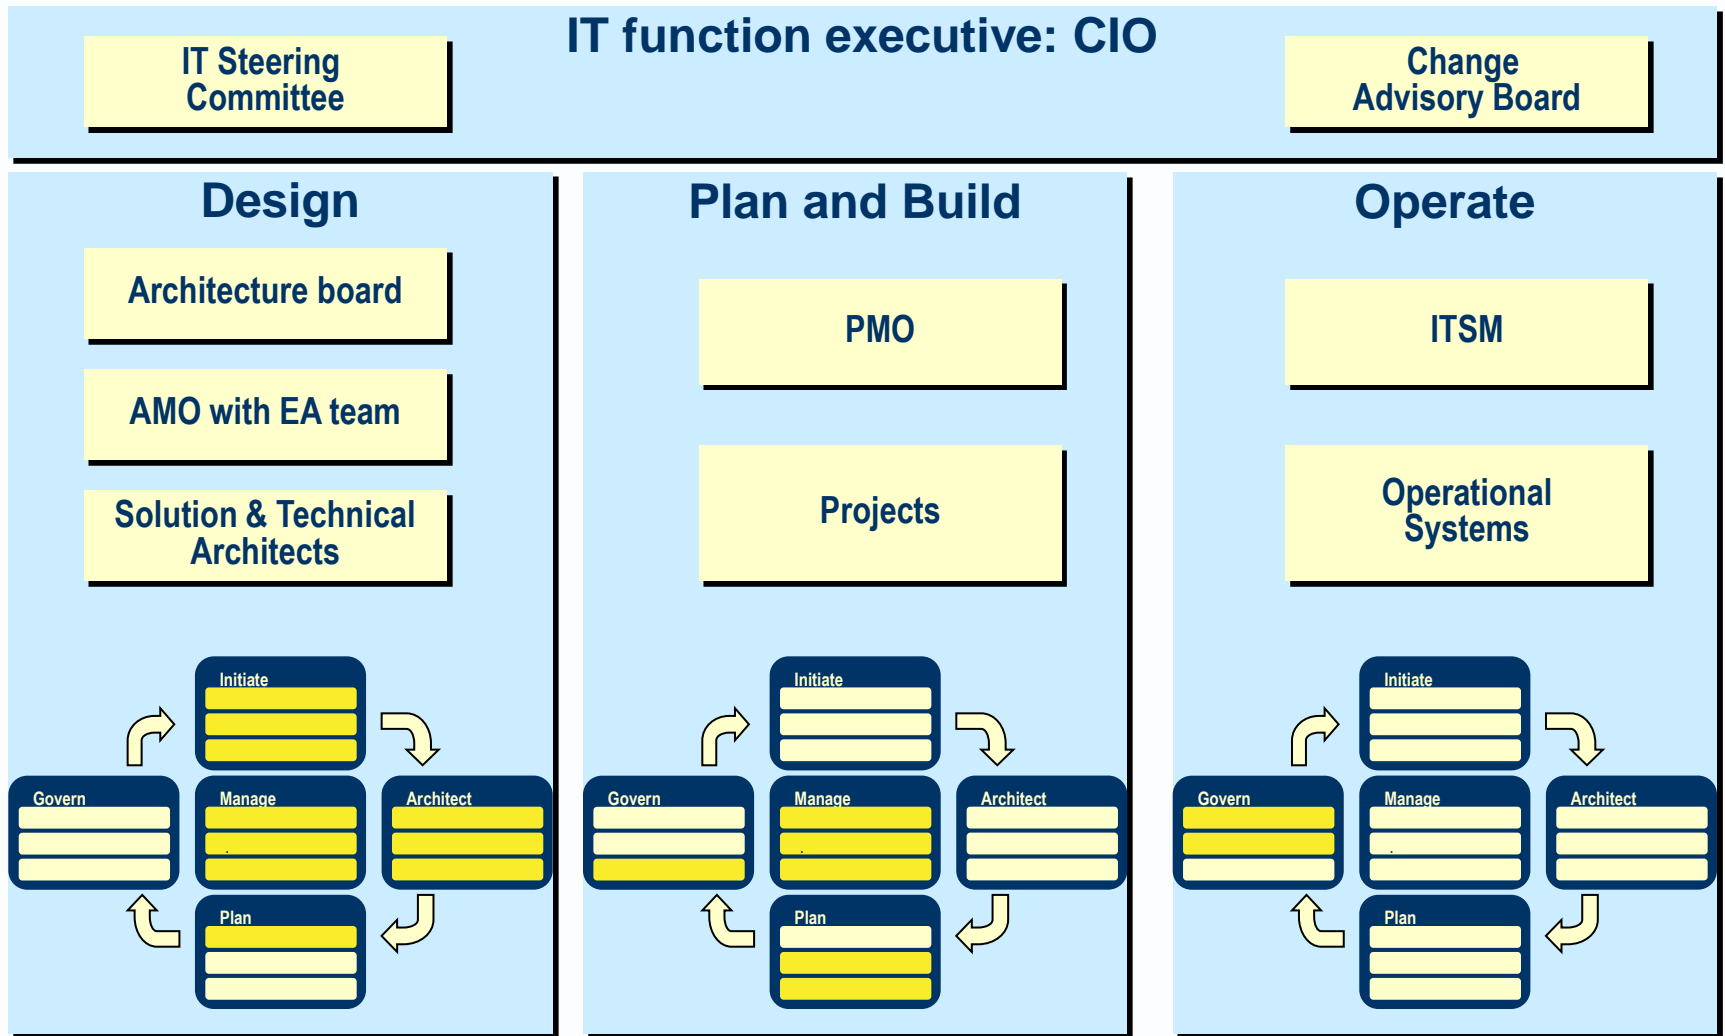 IT function executive: CIO
IT Steering
Committee
Change
Advisory Board
Design
Architecture board
AMO with EA team
Solution & Technical
Architects
Initiate
Govern
Manage
.
Architect
Plan
Plan and Build
PMO
Projects
Initiate
Govern
Manage
.
Architect
Plan
Operate
ITSM
Operational
Systems
Initiate
Govern
Manage
.
Architect
Plan